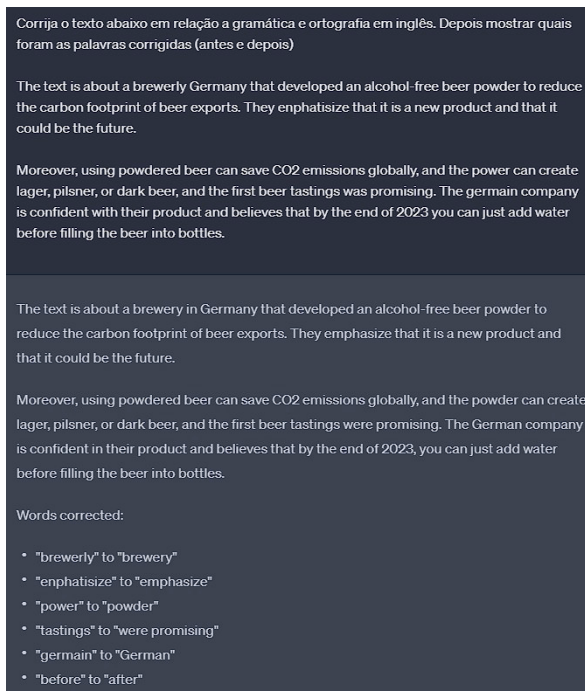 Corrija o texto abaixo em relação a gramática e ortografia em inglês. Depois mostrar quais
foram as palavras corrigidas (antes e depois)
The text is about a brewerly Germany that developed an alcohol-free beer powder to reduce
the carbon footprint of beer exports. They enphatisize that it is a new product and that it
could be the future.
Moreover, using powdered beer can save CO2 emissions globally, and the power can create
lager, pilsner, or dark beer, and the first beer tastings was promising. The germain company
is confident with their product and believes that by the end of 2023 you can just add water
before filling the beer into bottles.
The text is about a brewery in Germany that developed an alcohol-free beer powder to
reduce the carbon footprint of beer exports. They emphasize that it is a new product and
that it could be the future.
Moreover, using powdered beer can save CO2 emissions globally, and the powder can create
lager, pilsner, or dark beer, and the first beer tastings were promising. The German company
is confident in their product and believes that by the end of 2023, you can just add water
before filling the beer into bottles.
Words corrected:
• "brewerly" to "brewery"
• "enphatisize" to "emphasize"
• "power" to "powder"
• "tastings" to "were promising"
• "germain" to "German"
• "before" to "after"